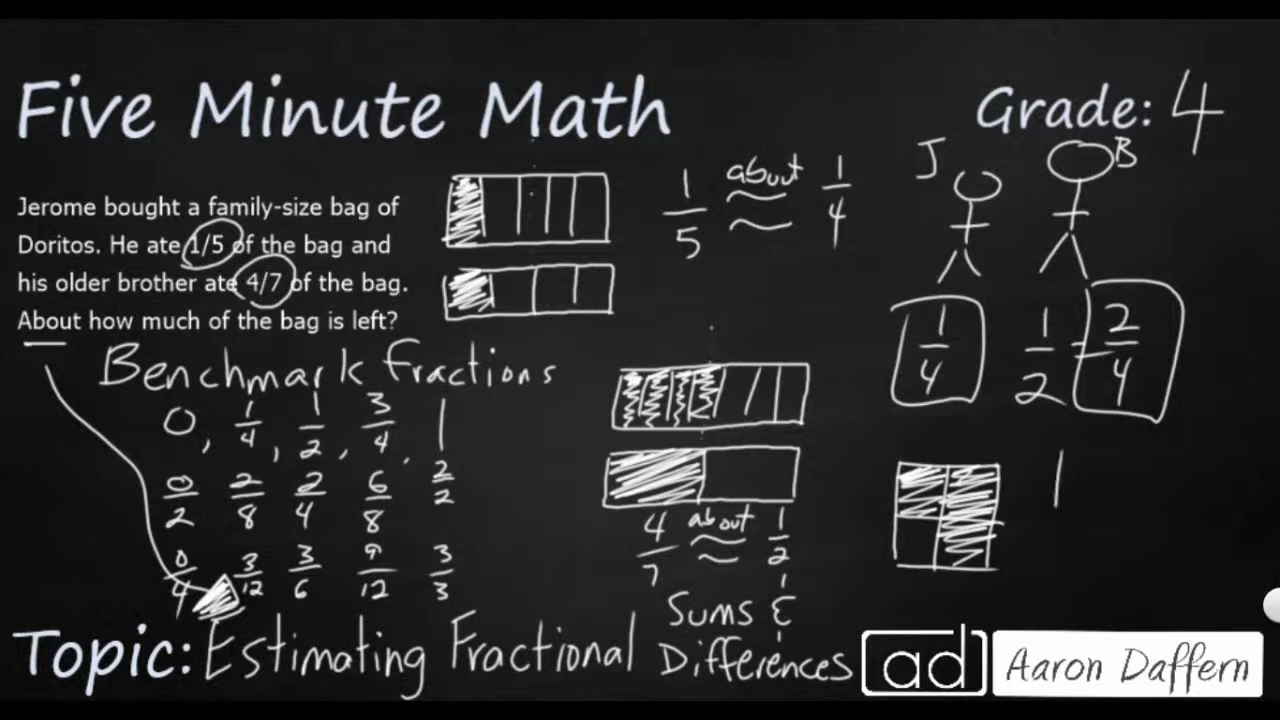 Five Minute Math
Grade: 4
Jerome bought a family-size bag of
Doritos. He ate 1/5 of the bag and
his older brother ate 4/7 of the bag.
About how much of the bag is left?
1/5 about ≈ 1/4
J B
1/4 1/2 = 2/4
Benchmark fractions
0, 1/4, 1/2, 3/4, 1
0/2 2/8 2/4 6/8 2/2
0/4 3/12 3/6 9/12 3/3
4/7 about ≈ 1/2
1
Topic: Estimating Fractional Sums & Differences
ad Aaron Daffern